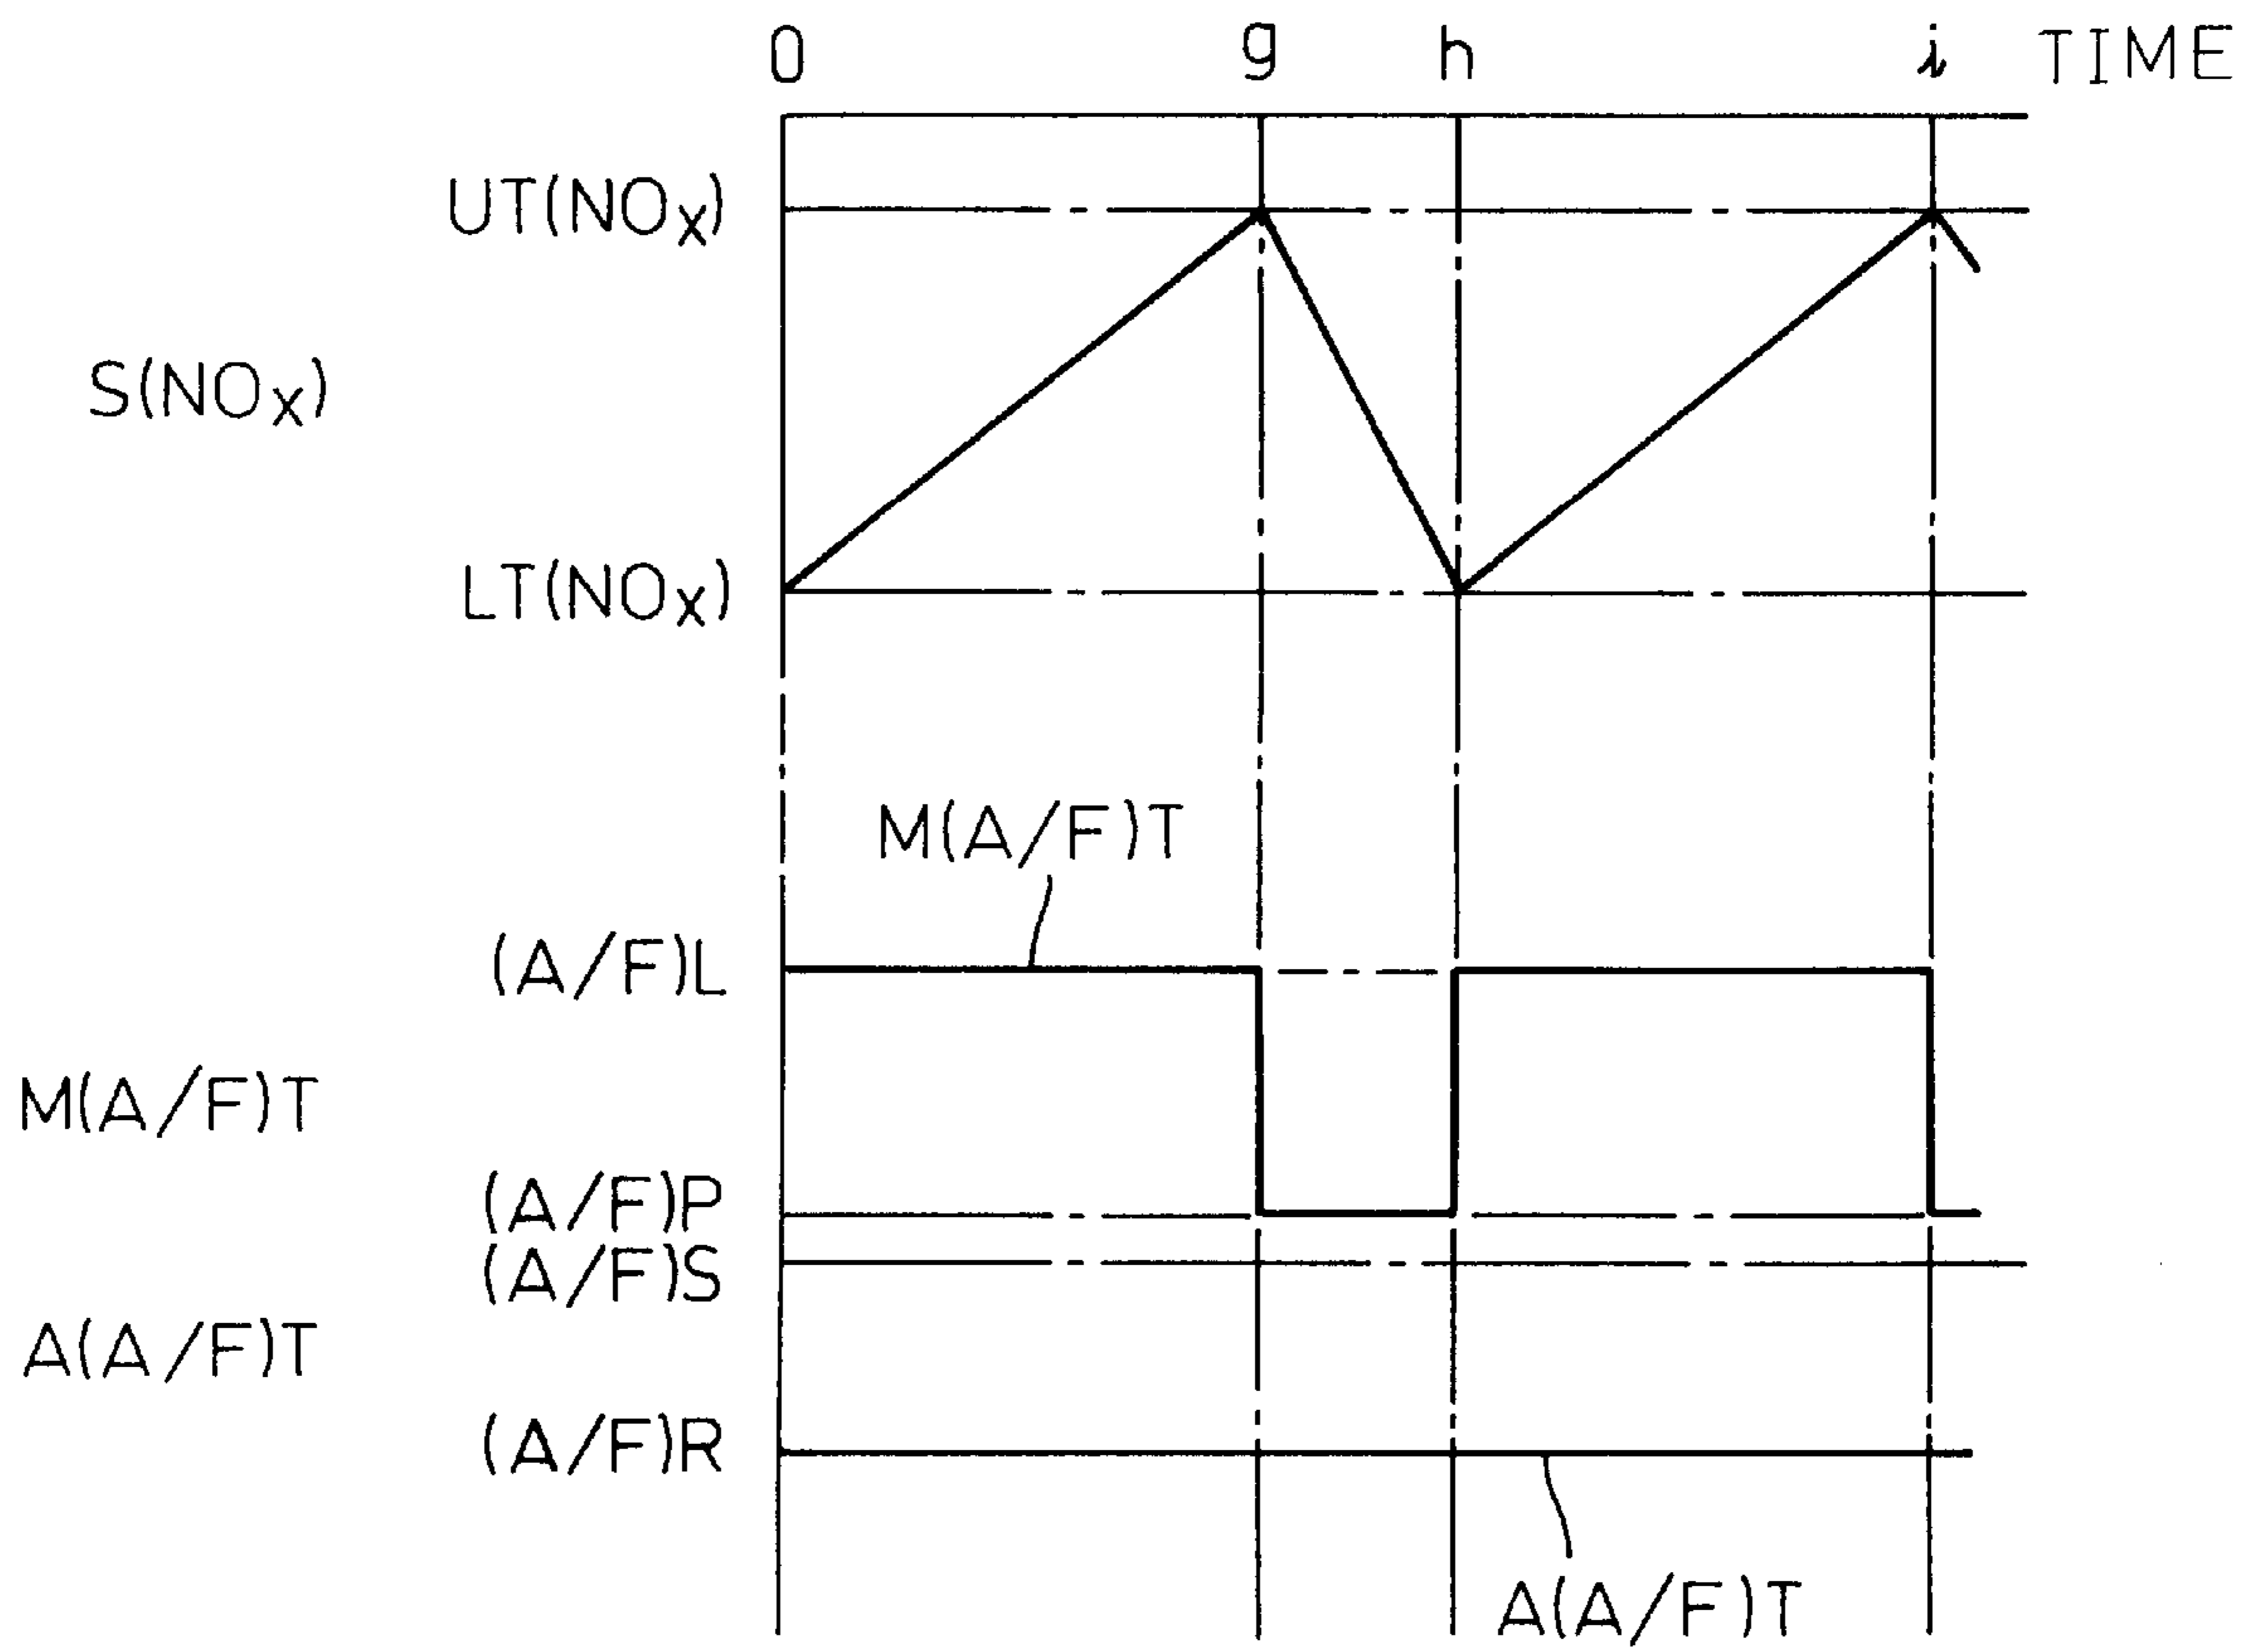 0 g h i TIME
UT(NOx)
S(NOx)
LT(NOx)
M(A/F)T
(A/F)L
M(A/F)T
(A/F)P
(A/F)S
A(A/F)T
(A/F)R
A(A/F)T